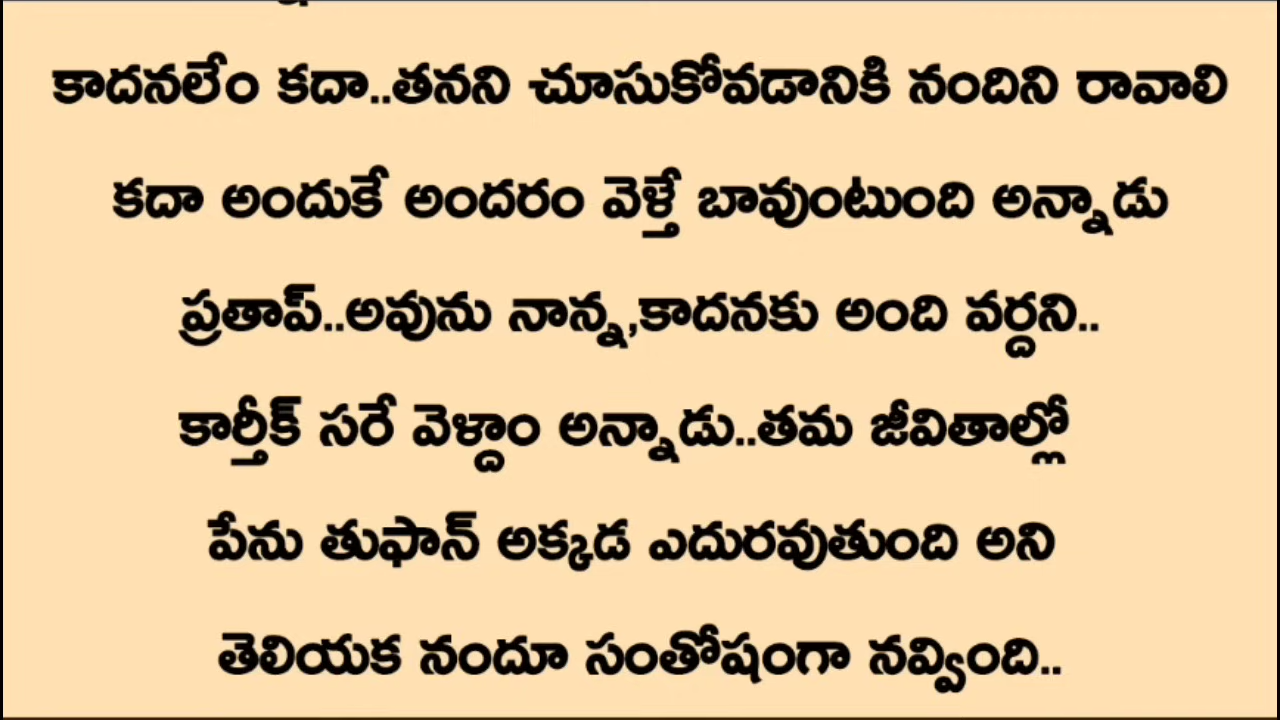 కాదనలేం కదా..తనని చూసుకోవడానికి నందిని రావాలి
కదా అందుకే అందరం వెళ్తే బావుంటుంది అన్నాడు
ప్రతాప్..అవును నాన్న,కాదనకు అంది వర్దని..
కార్తీక్ సరే వెళ్దాం అన్నాడు..తమ జీవితాల్లో
పేను తుఫాన్ అక్కడ ఎదురవుతుంది అని
తెలియక నందూ సంతోషంగా నవ్వింది..